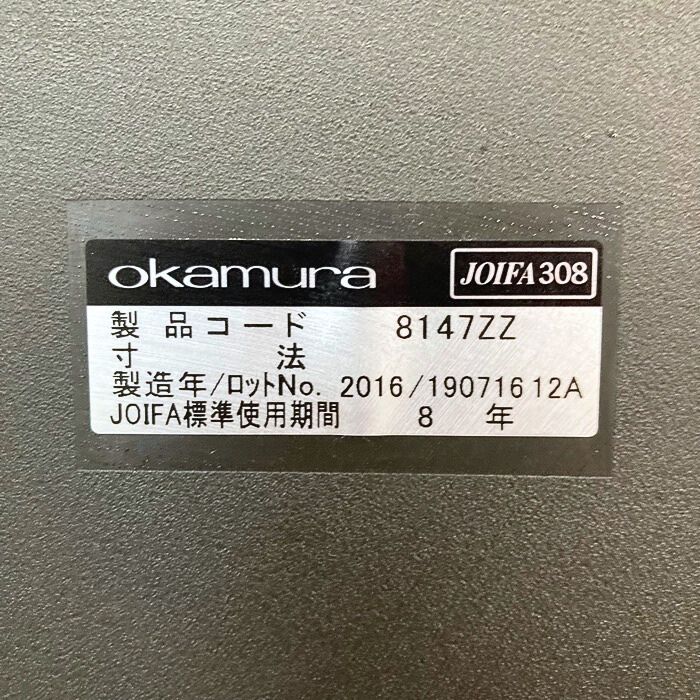 okamura JOIFA308
製品コード 8147ZZ
寸法
製造年/ロットNo. 2016/19071612A
JOIFA標準使用期間 8 年